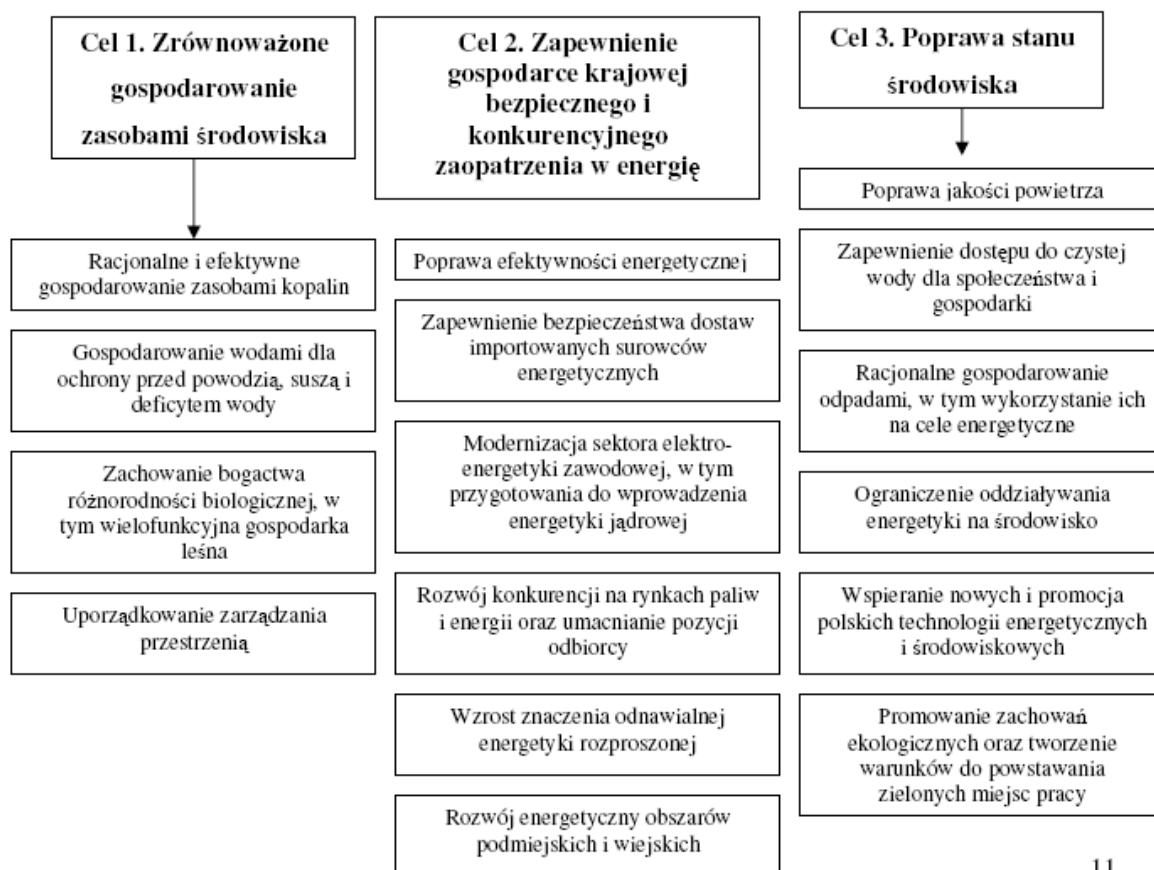 Cel 1. Zrównoważone
gospodarowanie
zasobami środowiska
Racjonalne i efektywne
gospodarowanie zasobami kopalin
Gospodarowanie wodami dla
ochrony przed powodzią, suszą i
deficytem wody
Zachowanie bogactwa
różnorodności biologicznej, w
tym wielofunkcyjna gospodarka
leśna
Uporządkowanie zarządzania
przestrzenią
Cel 2. Zapewnienie
gospodarce krajowej
bezpiecznego i
konkurencyjnego
zaopatrzenia w energię
Poprawa efektywności energetycznej
Zapewnienie bezpieczeństwa dostaw
importowanych surowców
energetycznych
Modernizacja sektora elektro-
energetyki zawodowej, w tym
przygotowania do wprowadzenia
energetyki jądrowej
Rozwój konkurencji na rynkach paliw
i energii oraz umacnianie pozycji
odbiorcy
Wzrost znaczenia odnawialnej
energetyki rozproszonej
Rozwój energetyczny obszarów
podmiejskich i wiejskich
Cel 3. Poprawa stanu
środowiska
Poprawa jakości powietrza
Zapewnienie dostępu do czystej
wody dla społeczeństwa i
gospodarki
Racjonalne gospodarowanie
odpadami, w tym wykorzystanie ich
na cele energetyczne
Ograniczenie oddziaływania
energetyki na środowisko
Wspieranie nowych i promocja
polskich technologii energetycznych
i środowiskowych
Promowanie zachowań
ekologicznych oraz tworzenie
warunków do powstawania
zielonych miejsc pracy
11